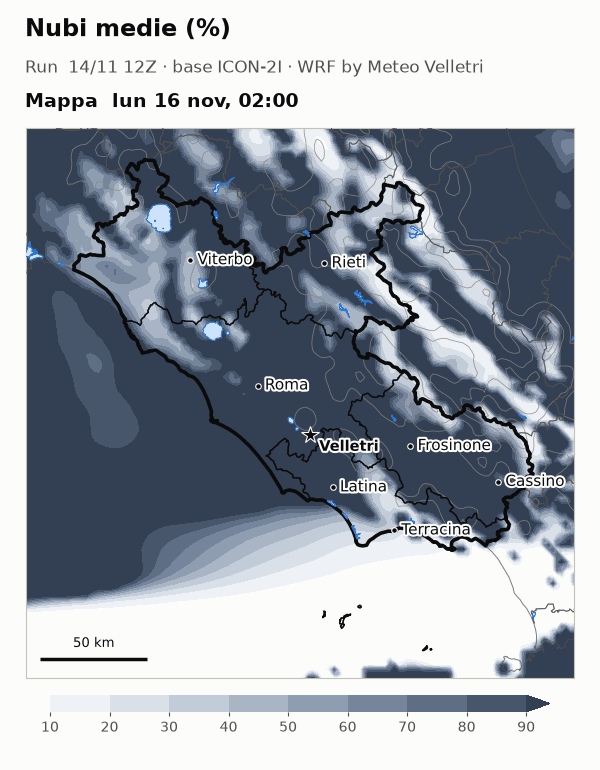 Nubi medie (%)
Run  14/11 12Z · base ICON-2I · WRF by Meteo Velletri
Mappa  lun 16 nov, 02:00
Viterbo
Rieti
Roma
Velletri
Frosinone
Latina
Cassino
Terracina
50 km
10 20 30 40 50 60 70 80 90